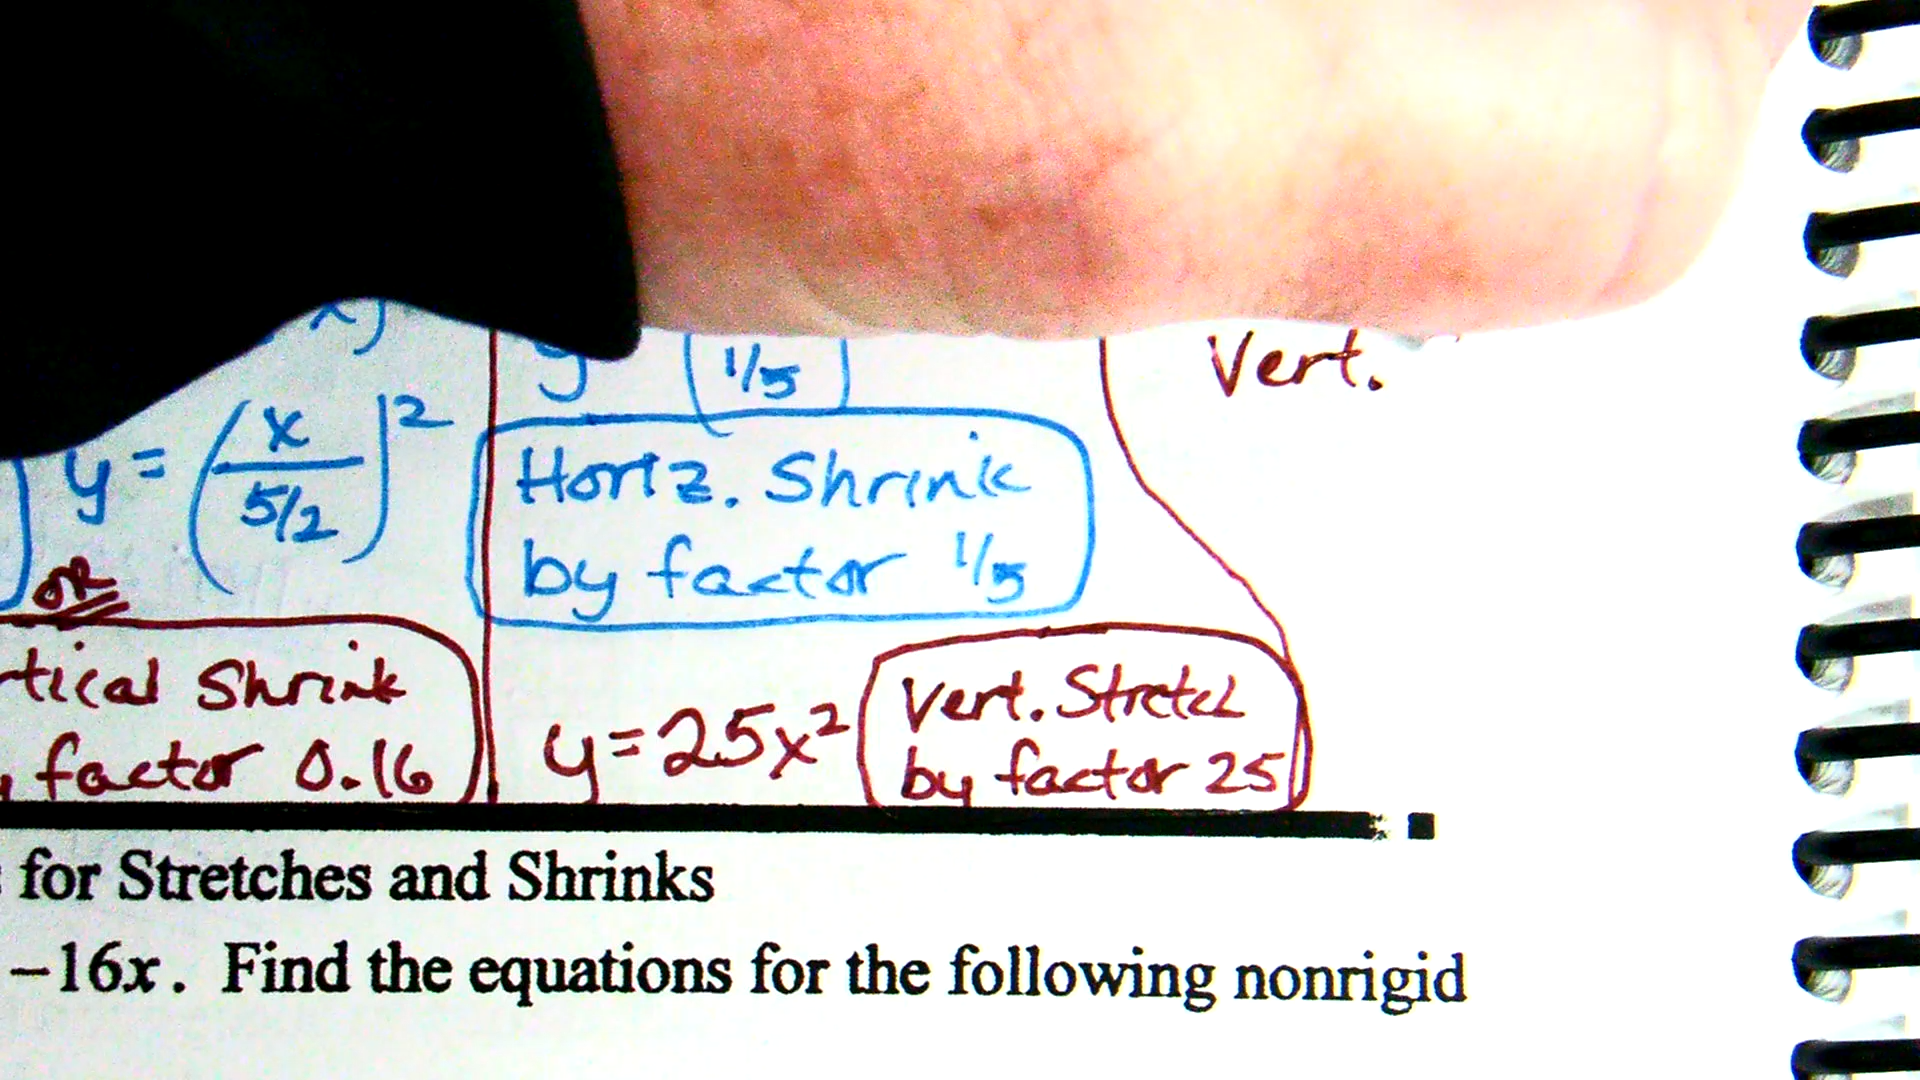 x)
y = (x/(5/2))²
or
rtical Shrink
factor 0.16
y (1/5)
Horiz. Shrink
by factor 1/5
y=25x²
Vert. Stretch
by factor 25
Vert.
for Stretches and Shrinks
−16x. Find the equations for the following nonrigid